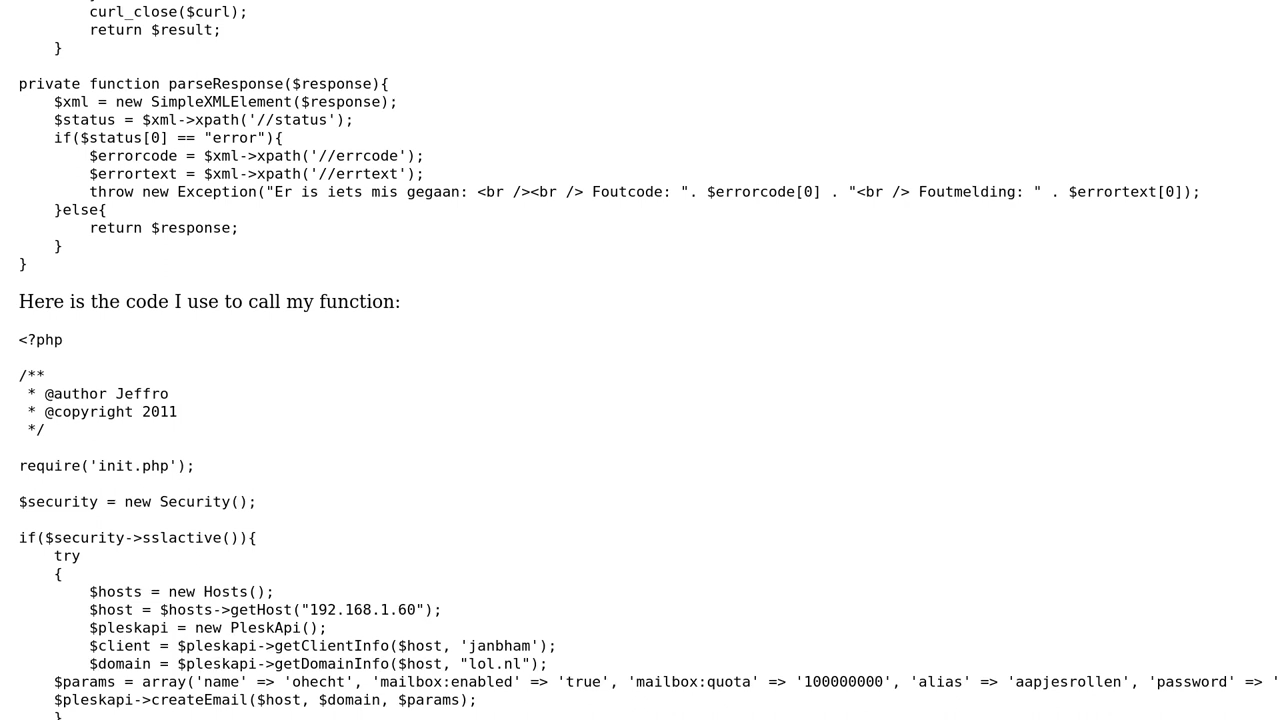 curl_close($curl);
        return $result;
    }

private function parseResponse($response){
    $xml = new SimpleXMLElement($response);
    $status = $xml->xpath('//status');
    if($status[0] == "error"){
        $errorcode = $xml->xpath('//errcode');
        $errortext = $xml->xpath('//errtext');
        throw new Exception("Er is iets mis gegaan: <br /><br /> Foutcode: ". $errorcode[0] . "<br /> Foutmelding: " . $errortext[0]);
    }else{
        return $response;
    }
}

Here is the code I use to call my function:

<?php

/**
 * @author Jeffro
 * @copyright 2011
 */

require('init.php');

$security = new Security();

if($security->sslactive()){
    try
    {
        $hosts = new Hosts();
        $host = $hosts->getHost("192.168.1.60");
        $pleskapi = new PleskApi();
        $client = $pleskapi->getClientInfo($host, 'janbham');
        $domain = $pleskapi->getDomainInfo($host, "lol.nl");
    $params = array('name' => 'ohecht', 'mailbox:enabled' => 'true', 'mailbox:quota' => '100000000', 'alias' => 'aapjesrollen', 'password' => '
    $pleskapi->createEmail($host, $domain, $params);
    }